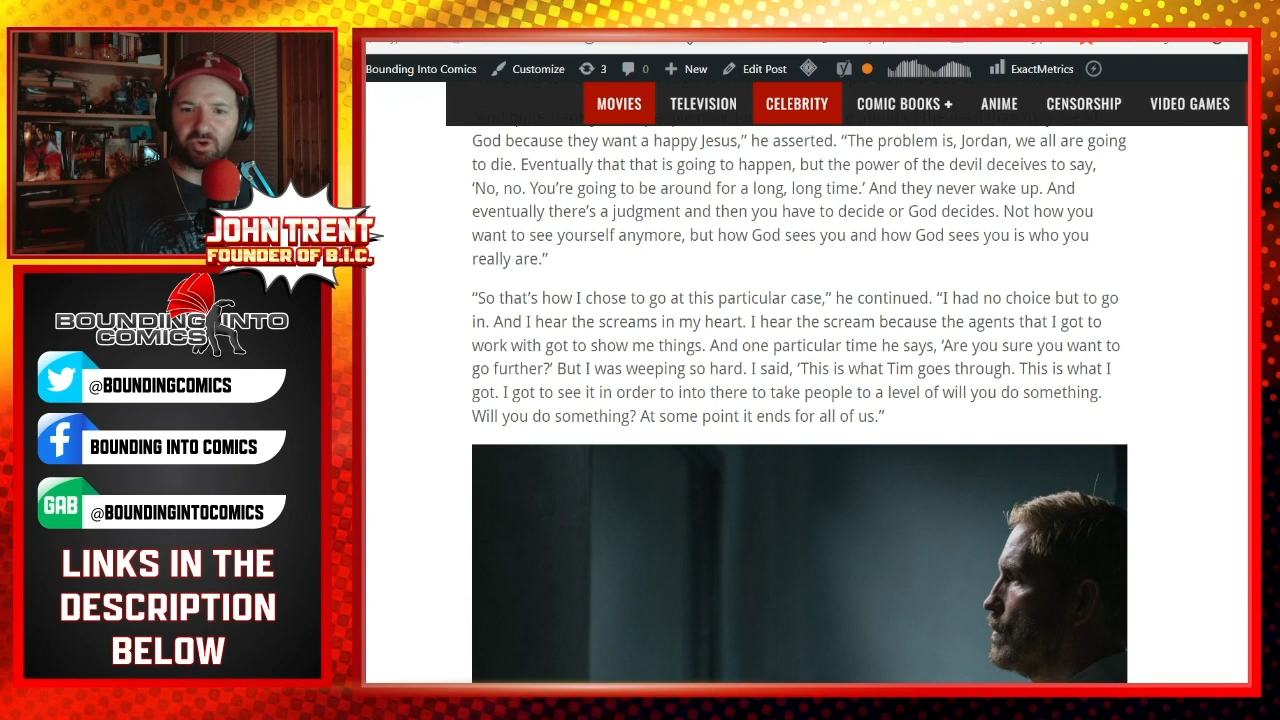 JOHN TRENT
FOUNDER OF B.I.C.
BOUNDING INTO
COMICS
@BOUNDINGCOMICS
BOUNDING INTO COMICS
GAB
@BOUNDINGINTOCOMICS
LINKS IN THE
DESCRIPTION
BELOW
Bounding Into Comics Customize 3 0 New Edit Post ExactMetrics
MOVIES TELEVISION CELEBRITY COMIC BOOKS + ANIME CENSORSHIP VIDEO GAMES
God because they want a happy Jesus,” he asserted. “The problem is, Jordan, we all are going
to die. Eventually that that is going to happen, but the power of the devil deceives to say,
‘No, no. You’re going to be around for a long, long time.’ And they never wake up. And
eventually there’s a judgment and then you have to decide or God decides. Not how you
want to see yourself anymore, but how God sees you and how God sees you is who you
really are.”
“So that’s how I chose to go at this particular case,” he continued. “I had no choice but to go
in. And I hear the screams in my heart. I hear the scream because the agents that I got to
work with got to show me things. And one particular time he says, ‘Are you sure you want to
go further?’ But I was weeping so hard. I said, ‘This is what Tim goes through. This is what I
got. I got to see it in order to into there to take people to a level of will you do something.
Will you do something? At some point it ends for all of us.”